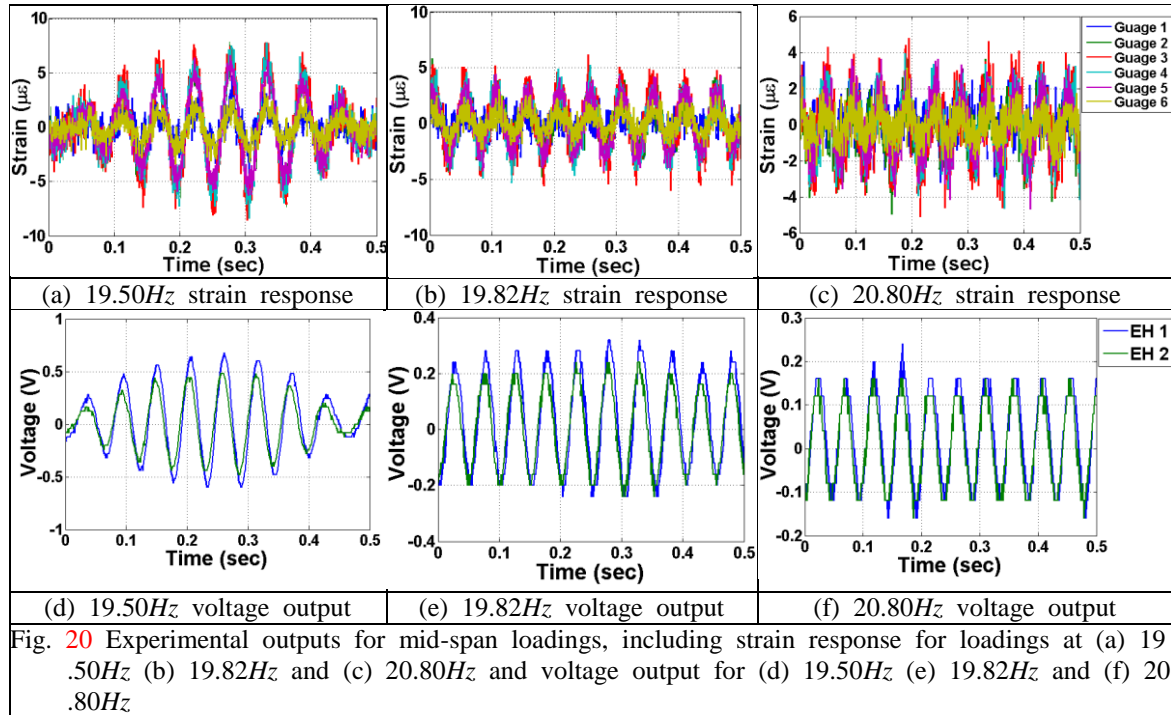 10
5
0
-5
-10
Strain (με)
0 0.1 0.2 0.3 0.4 0.5
Time (sec)
10
5
0
-5
-10
Strain (με)
0 0.1 0.2 0.3 0.4 0.5
Time (sec)
6
4
2
0
-2
-4
-6
Strain (με)
0 0.1 0.2 0.3 0.4 0.5
Time (sec)
Guage 1
Guage 2
Guage 3
Guage 4
Guage 5
Guage 6
(a) 19.50Hz strain response
(b) 19.82Hz strain response
(c) 20.80Hz strain response
1
0.5
0
-0.5
-1
Voltage (V)
0 0.1 0.2 0.3 0.4 0.5
Time (sec)
0.4
0.2
0
-0.2
-0.4
Voltage (V)
0 0.1 0.2 0.3 0.4 0.5
Time (sec)
0.3
0.2
0.1
0
-0.1
-0.2
Voltage (V)
0 0.1 0.2 0.3 0.4 0.5
Time (sec)
EH 1
EH 2
(d) 19.50Hz voltage output
(e) 19.82Hz voltage output
(f) 20.80Hz voltage output
Fig. 20 Experimental outputs for mid-span loadings, including strain response for loadings at (a) 19
.50Hz (b) 19.82Hz and (c) 20.80Hz and voltage output for (d) 19.50Hz (e) 19.82Hz and (f) 20
.80Hz